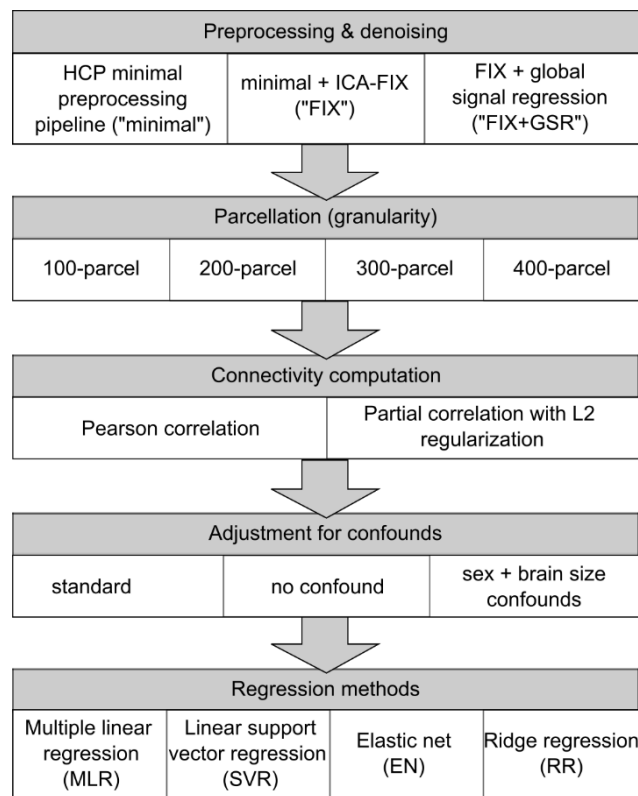 Preprocessing & denoising
HCP minimal
preprocessing
pipeline ("minimal")
minimal + ICA-FIX
("FIX")
FIX + global
signal regression
("FIX+GSR")
Parcellation (granularity)
100-parcel
200-parcel
300-parcel
400-parcel
Connectivity computation
Pearson correlation
Partial correlation with L2
regularization
Adjustment for confounds
standard
no confound
sex + brain size
confounds
Regression methods
Multiple linear
regression
(MLR)
Linear support
vector regression
(SVR)
Elastic net
(EN)
Ridge regression
(RR)